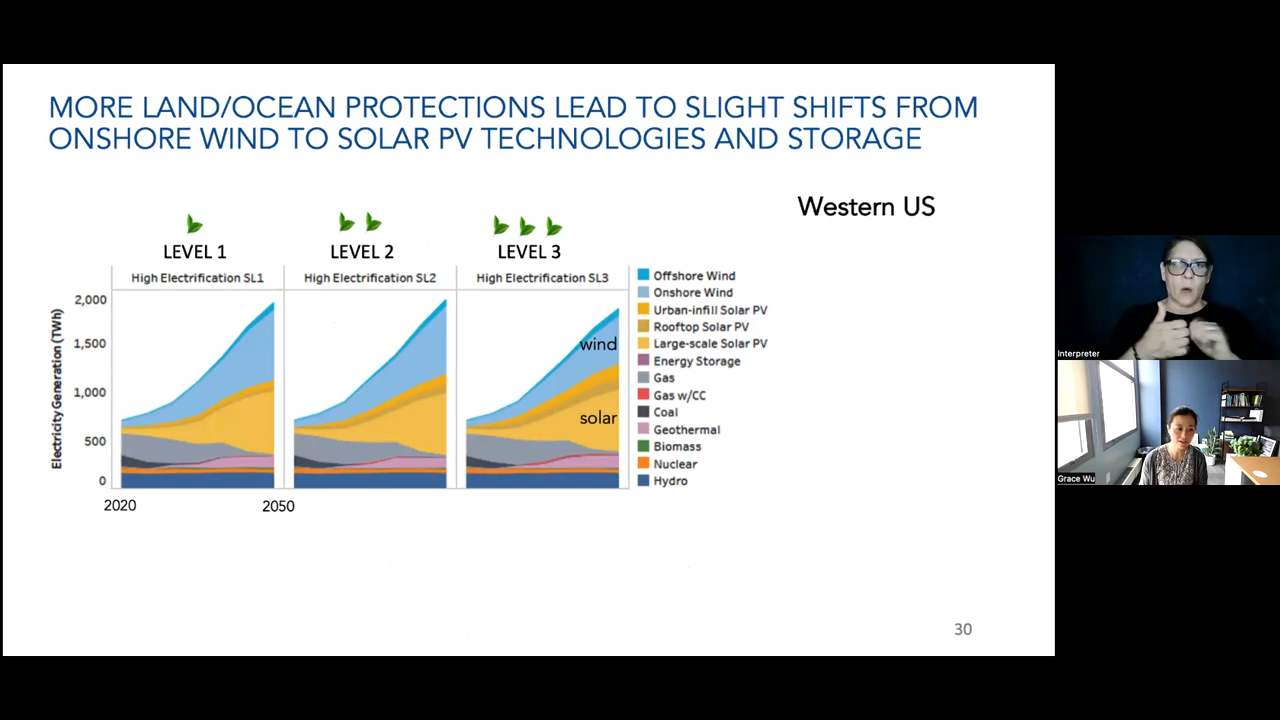 MORE LAND/OCEAN PROTECTIONS LEAD TO SLIGHT SHIFTS FROM
ONSHORE WIND TO SOLAR PV TECHNOLOGIES AND STORAGE
Western US
LEVEL 1
LEVEL 2
LEVEL 3
High Electrification SL1
High Electrification SL2
High Electrification SL3
Electricity Generation (TWh)
2,000
1,500
1,000
500
0
2020
2050
wind
solar
Offshore Wind
Onshore Wind
Urban-infill Solar PV
Rooftop Solar PV
Large-scale Solar PV
Energy Storage
Gas
Gas w/CC
Coal
Geothermal
Biomass
Nuclear
Hydro
30
Interpreter
Grace Wu